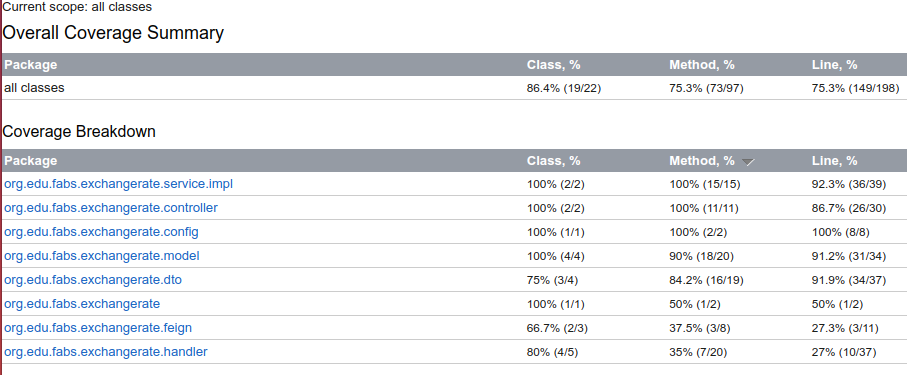 Current scope: all classes
Overall Coverage Summary
Package Class, % Method, % Line, %
all classes 86.4% (19/22) 75.3% (73/97) 75.3% (149/198)
Coverage Breakdown
Package Class, % Method, % Line, %
org.edu.fabs.exchangerate.service.impl 100% (2/2) 100% (15/15) 92.3% (36/39)
org.edu.fabs.exchangerate.controller 100% (2/2) 100% (11/11) 86.7% (26/30)
org.edu.fabs.exchangerate.config 100% (1/1) 100% (2/2) 100% (8/8)
org.edu.fabs.exchangerate.model 100% (4/4) 90% (18/20) 91.2% (31/34)
org.edu.fabs.exchangerate.dto 75% (3/4) 84.2% (16/19) 91.9% (34/37)
org.edu.fabs.exchangerate 100% (1/1) 50% (1/2) 50% (1/2)
org.edu.fabs.exchangerate.feign 66.7% (2/3) 37.5% (3/8) 27.3% (3/11)
org.edu.fabs.exchangerate.handler 80% (4/5) 35% (7/20) 27% (10/37)